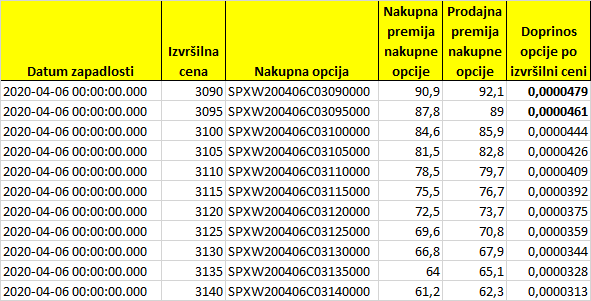 Datum zapadlosti Izvršilna cena Nakupna opcija Nakupna premija nakupne opcije Prodajna premija nakupne opcije Doprinos opcije po izvršilni ceni
2020-04-06 00:00:00.000 3090 SPXW200406C03090000 90,9 92,1 0,0000479
2020-04-06 00:00:00.000 3095 SPXW200406C03095000 87,8 89 0,0000461
2020-04-06 00:00:00.000 3100 SPXW200406C03100000 84,6 85,9 0,0000444
2020-04-06 00:00:00.000 3105 SPXW200406C03105000 81,5 82,8 0,0000426
2020-04-06 00:00:00.000 3110 SPXW200406C03110000 78,5 79,7 0,0000409
2020-04-06 00:00:00.000 3115 SPXW200406C03115000 75,5 76,7 0,0000392
2020-04-06 00:00:00.000 3120 SPXW200406C03120000 72,5 73,7 0,0000375
2020-04-06 00:00:00.000 3125 SPXW200406C03125000 69,6 70,8 0,0000359
2020-04-06 00:00:00.000 3130 SPXW200406C03130000 66,8 67,9 0,0000344
2020-04-06 00:00:00.000 3135 SPXW200406C03135000 64 65,1 0,0000328
2020-04-06 00:00:00.000 3140 SPXW200406C03140000 61,2 62,3 0,0000313